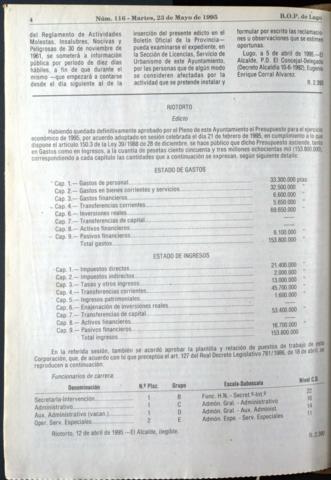 4 Núm. 116 - Martes, 23 de Mayo de 1995 B.O.P. de Lugo
del Reglamento de Actividades
Molestas, Insalubres, Nocivas y
Peligrosas de 30 de noviembre
de 1961, se someterá a información
pública por período de diez días
hábiles, a fin de que durante el
mismo —que empezará a contarse
desde el día siguiente al de la
inserción del presente edicto en el
Boletín Oficial de la Provincia—
pueda examinarse el expediente, en
la Sección de Licencias, Servicio de
Urbanismo de este Ayuntamiento,
por las personas que de algún modo
se consideren afectadas por la
actividad que se pretende instalar y
formular por escrito las reclamacio-
nes u observaciones que se estimen
oportunas.
Lugo, a 5 de abril de 1995.—El
Alcalde, P.D. El Concejal-Delegado
(Decreto Alcaldía 10-6-1992), Eugenio
Enrique Corral Alvarez.
R. 2.393
RIOTORTO
Edicto
Habiendo quedado definitivamente aprobado por el Pleno de este Ayuntamiento el Presupuesto para el ejercicio
económico de 1995, por acuerdo adoptado en sesión celebrada el día 21 de febrero de 1995, en cumplimiento a lo que
dispone el artículo 150.3 de la Ley 39/1988 de 28 de diciembre, se hace público que dicho Presupuesto asciende, tanto
en Gastos como en Ingresos, a la cuantía de pesetas ciento cincuenta y tres millones ochocientas mil (153.800.000),
correspondiendo a cada capítulo las cantidades que a continuación se expresan, según siguiente detalle:
ESTADO DE GASTOS
Cap. 1.— Gastos de personal 33.300.000 ptas
Cap. 2.— Gastos en bienes corrientes y servicios 32.500.000 "
Cap. 3.— Gastos financieros 6.600.000 "
Cap. 4.— Transferencias corrientes 5.650.000 "
Cap. 6.— Inversiones reales 69.650.000 "
Cap. 7.— Transferencias de capital
Cap. 8.— Activos financieros
Cap. 9.— Pasivos financieros 6.100.000 "
Total gastos 153.800.000 "
ESTADO DE INGRESOS
Cap. 1.— Impuestos directos 21.400.000 "
Cap. 2.— Impuestos indirectos 2.000.000 "
Cap. 3.— Tasas y otros ingresos 13.000.000 "
Cap. 4.— Transferencias corrientes 45.700.000 "
Cap. 5.— Ingresos patrimoniales 1.600.000 "
Cap. 6.— Enajenación de inversiones reales
Cap. 7.— Transferencias de capital 53.400.000 "
Cap. 8.— Activos financieros
Cap. 9.— Pasivos financieros 16.700.000 "
Total ingresos 153.800.000 "
En la referida sesión, también se acordó aprobar la plantilla y relación de puestos de trabajo de esta
Corporación, que, de acuerdo con lo que preceptúa el art. 127 del Real Decreto Legislativo 781/1986, de 18 de abril, se
reproducen a continuación:
Funcionarios de carrera:
Denominación N.º Plaz. Grupo Escala-Subescala Nivel C.D.
Secretaría-Intervención 1 B Func. H.N. - Secret.ª-Int.ª 22
Administrativo 1 C Admón. Gral. - Administrativo 16
Aux. Administrativo (vacan.) 1 D Admón. Gral. - Aux. Administ. 14
Oper. Serv. Especiales 2 E Admón. Espe. - Serv. Especiales 11
Riotorto, 12 de abril de 1995.—El Alcalde, ilegible.